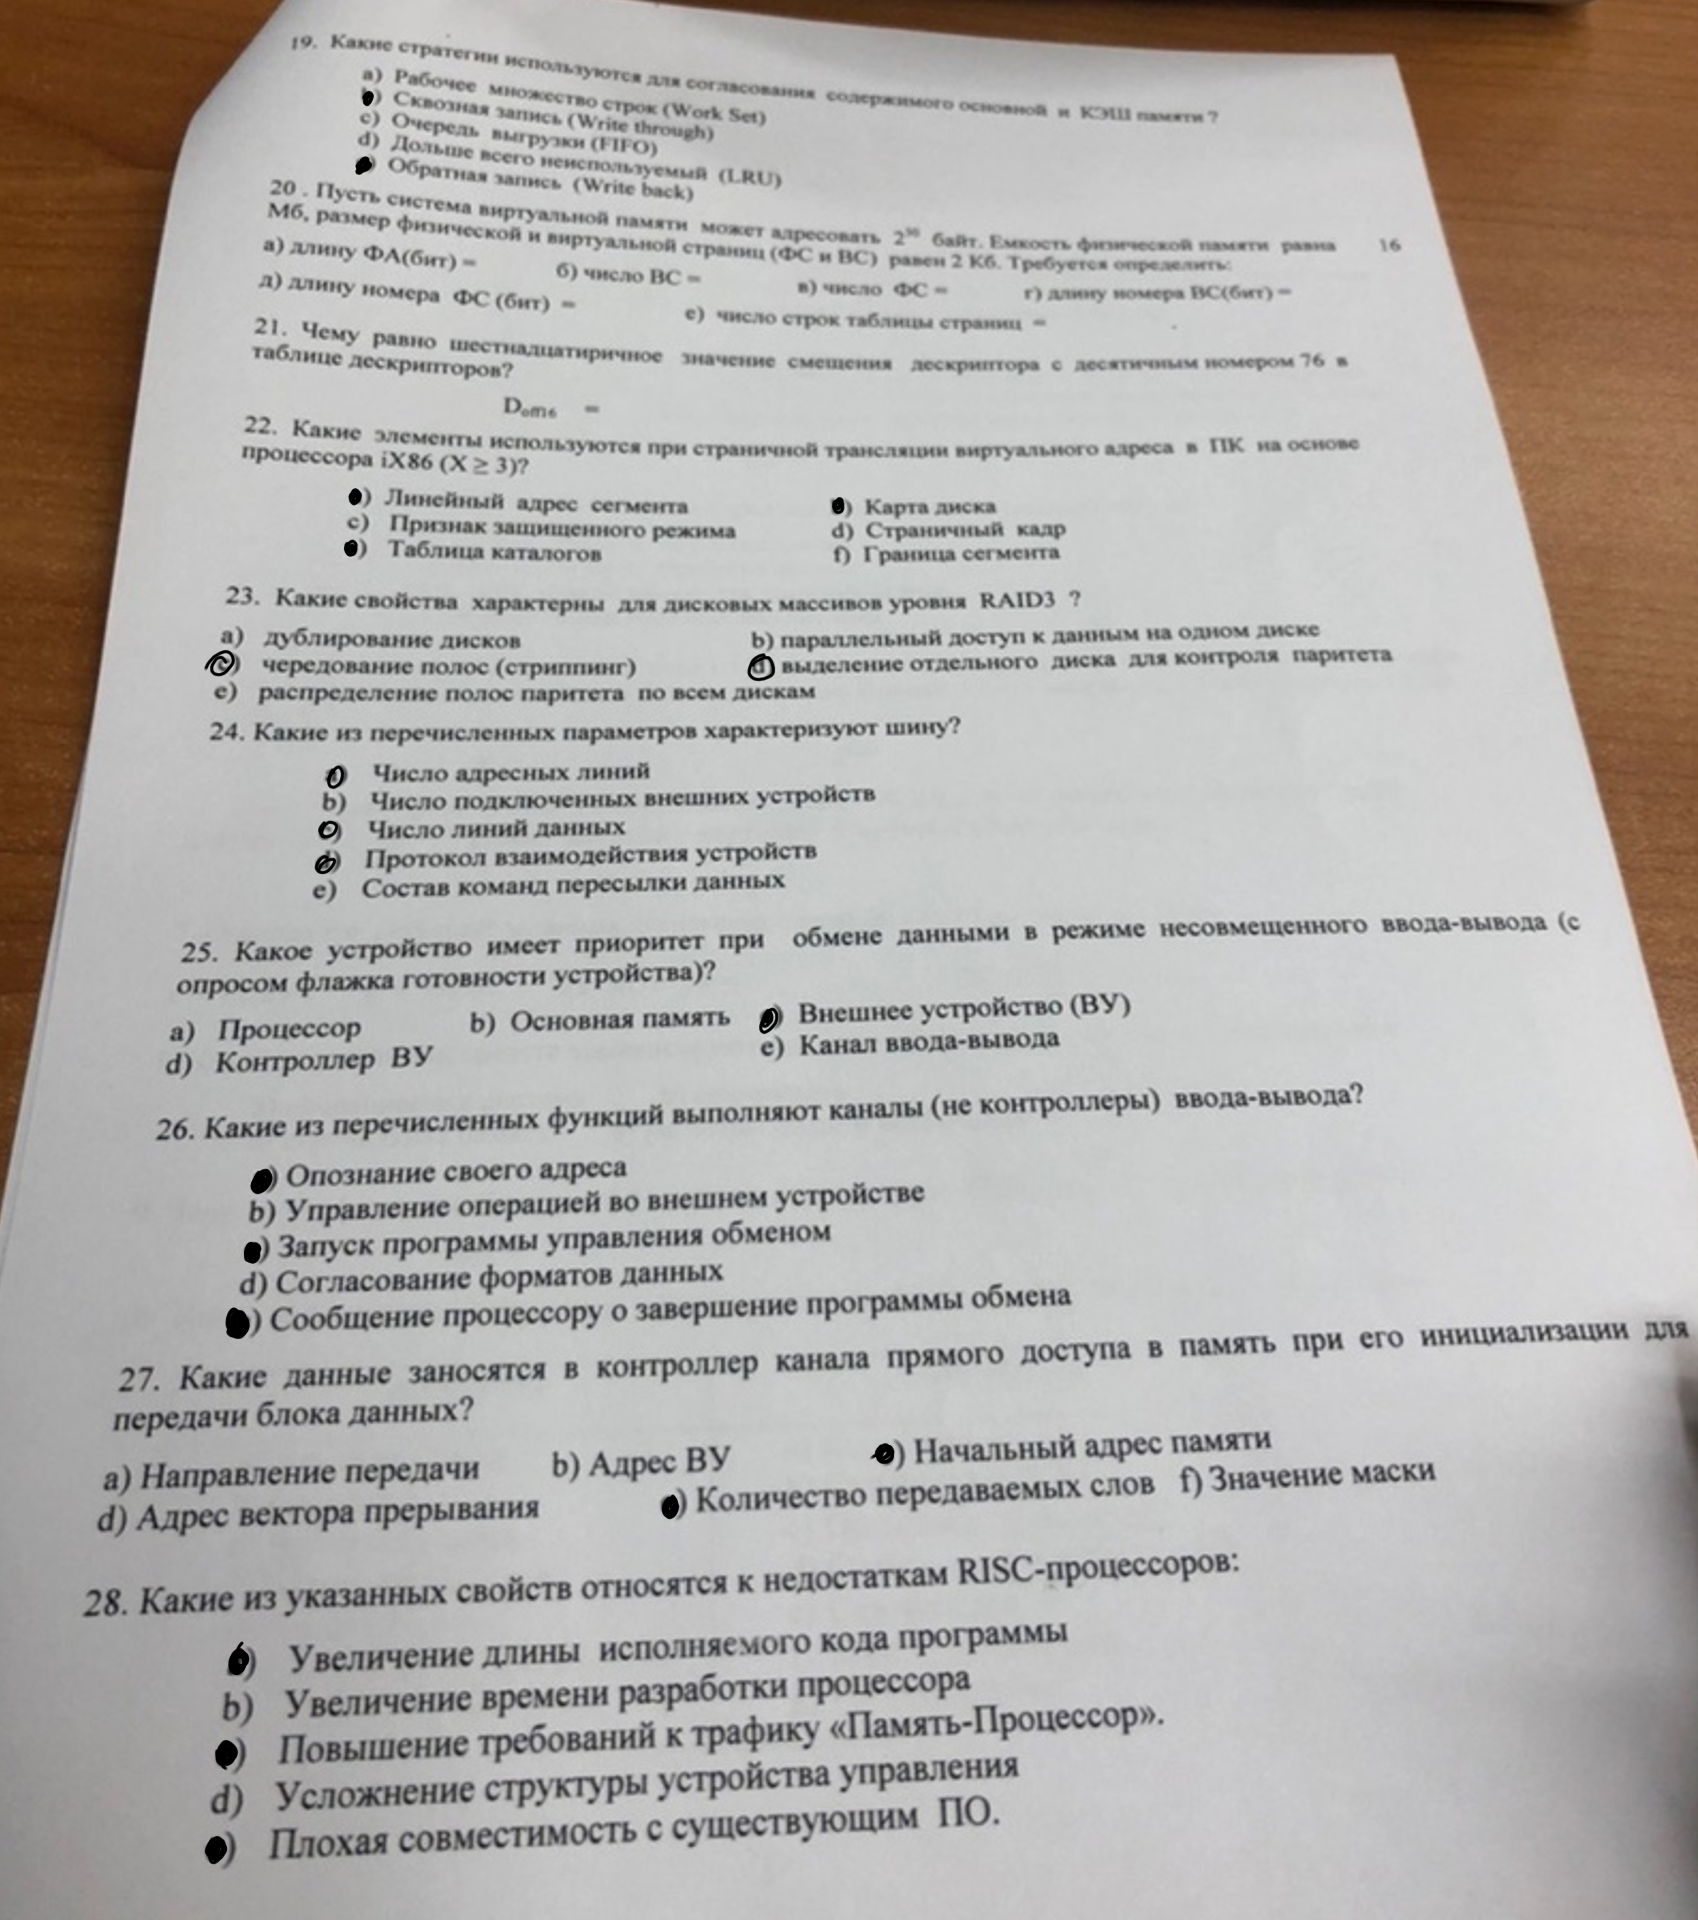 19. Какие стратегии используются для согласования содержимого основной и КЭШ памяти ?
a) Рабочее множество строк (Work Set)
) Сквозная запись (Write through)
c) Очередь выгрузки (FIFO)
d) Дольше всего неиспользуемый (LRU)
Обратная запись (Write back)
20 . Пусть система виртуальной памяти может адресовать 2³⁰ байт. Емкость физической памяти равна 16
Мб, размер физической и виртуальной страниц (ФС и ВС) равен 2 Кб. Требуется определить:
а) длину ФА(бит) = б) число ВС = в) число ФС = г) длину номера ВС(бит) =
д) длину номера ФС (бит) = е) число строк таблицы страниц =
21. Чему равно шестнадцатиричное значение смещения дескриптора с десятичным номером 76 в
таблице дескрипторов?
=
22. Какие элементы используются при страничной трансляции виртуального адреса в ПК на основе
процессора iX86 (X ≥ 3)?
) Линейный адрес сегмента ) Карта диска
c) Признак защищенного режима d) Страничный кадр
) Таблица каталогов f) Граница сегмента
23. Какие свойства характерны для дисковых массивов уровня RAID3 ?
a) дублирование дисков b) параллельный доступ к данным на одном диске
c) чередование полос (стриппинг) d) выделение отдельного диска для контроля паритета
e) распределение полос паритета по всем дискам
24. Какие из перечисленных параметров характеризуют шину?
) Число адресных линий
b) Число подключенных внешних устройств
) Число линий данных
) Протокол взаимодействия устройств
e) Состав команд пересылки данных
25. Какое устройство имеет приоритет при обмене данными в режиме несовмещенного ввода-вывода (с
опросом флажка готовности устройства)?
a) Процессор b) Основная память ) Внешнее устройство (ВУ)
d) Контроллер ВУ e) Канал ввода-вывода
26. Какие из перечисленных функций выполняют каналы (не контроллеры) ввода-вывода?
) Опознание своего адреса
b) Управление операцией во внешнем устройстве
) Запуск программы управления обменом
d) Согласование форматов данных
) Сообщение процессору о завершение программы обмена
27. Какие данные заносятся в контроллер канала прямого доступа в память при его инициализации для
передачи блока данных?
a) Направление передачи b) Адрес ВУ ) Начальный адрес памяти
d) Адрес вектора прерывания ) Количество передаваемых слов f) Значение маски
28. Какие из указанных свойств относятся к недостаткам RISC-процессоров:
) Увеличение длины исполняемого кода программы
b) Увеличение времени разработки процессора
) Повышение требований к трафику «Память-Процессор».
d) Усложнение структуры устройства управления
) Плохая совместимость с существующим ПО.